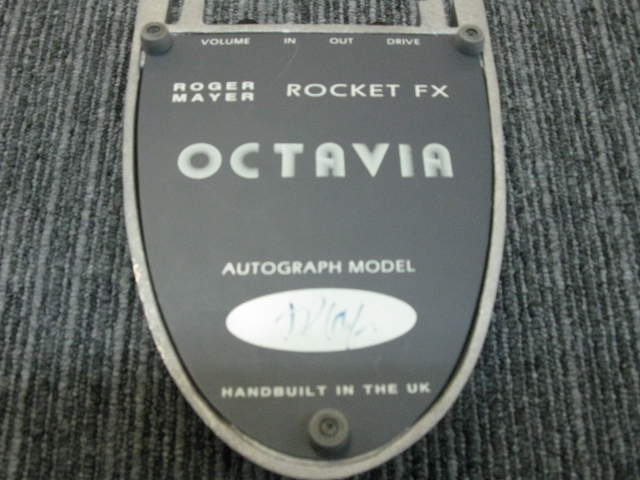 VOLUME IN OUT DRIVE
ROGER MAYER ROCKET FX
OCTAVIA
AUTOGRAPH MODEL
HANDBUILT IN THE UK